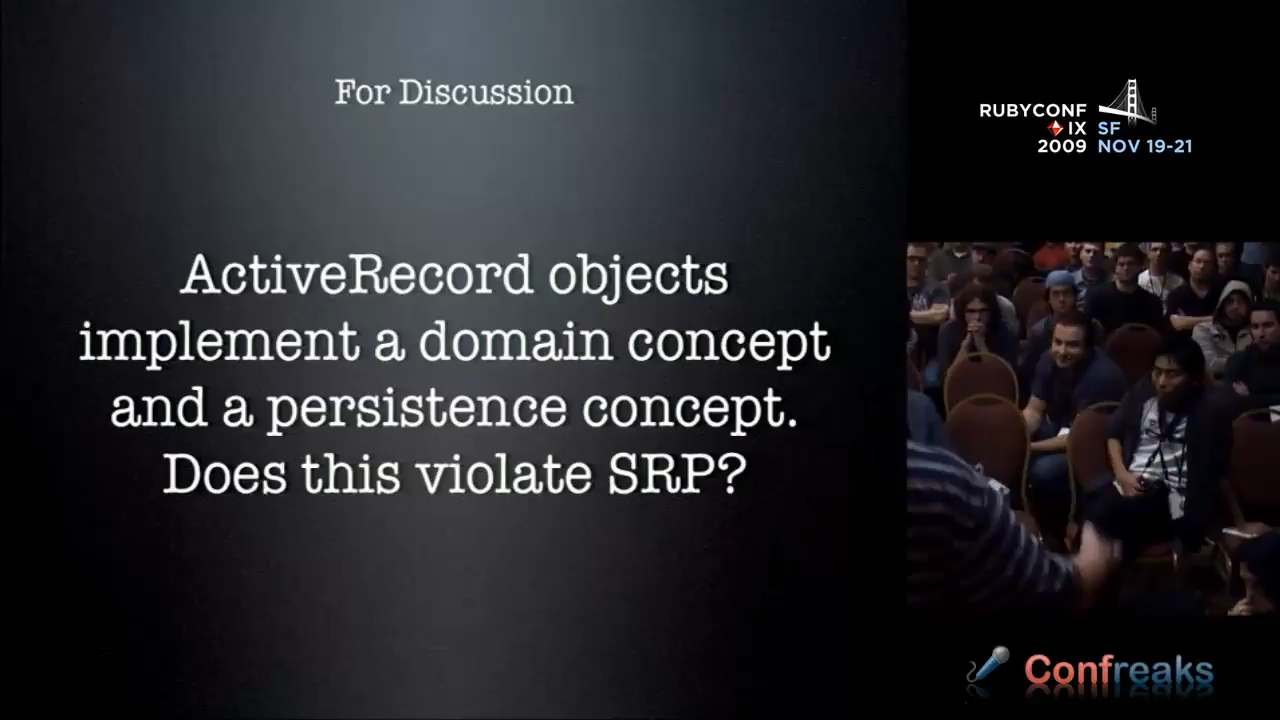 For Discussion
ActiveRecord objects
implement a domain concept
and a persistence concept.
Does this violate SRP?
RUBYCONF
IX SF
2009 NOV 19-21
Confreaks